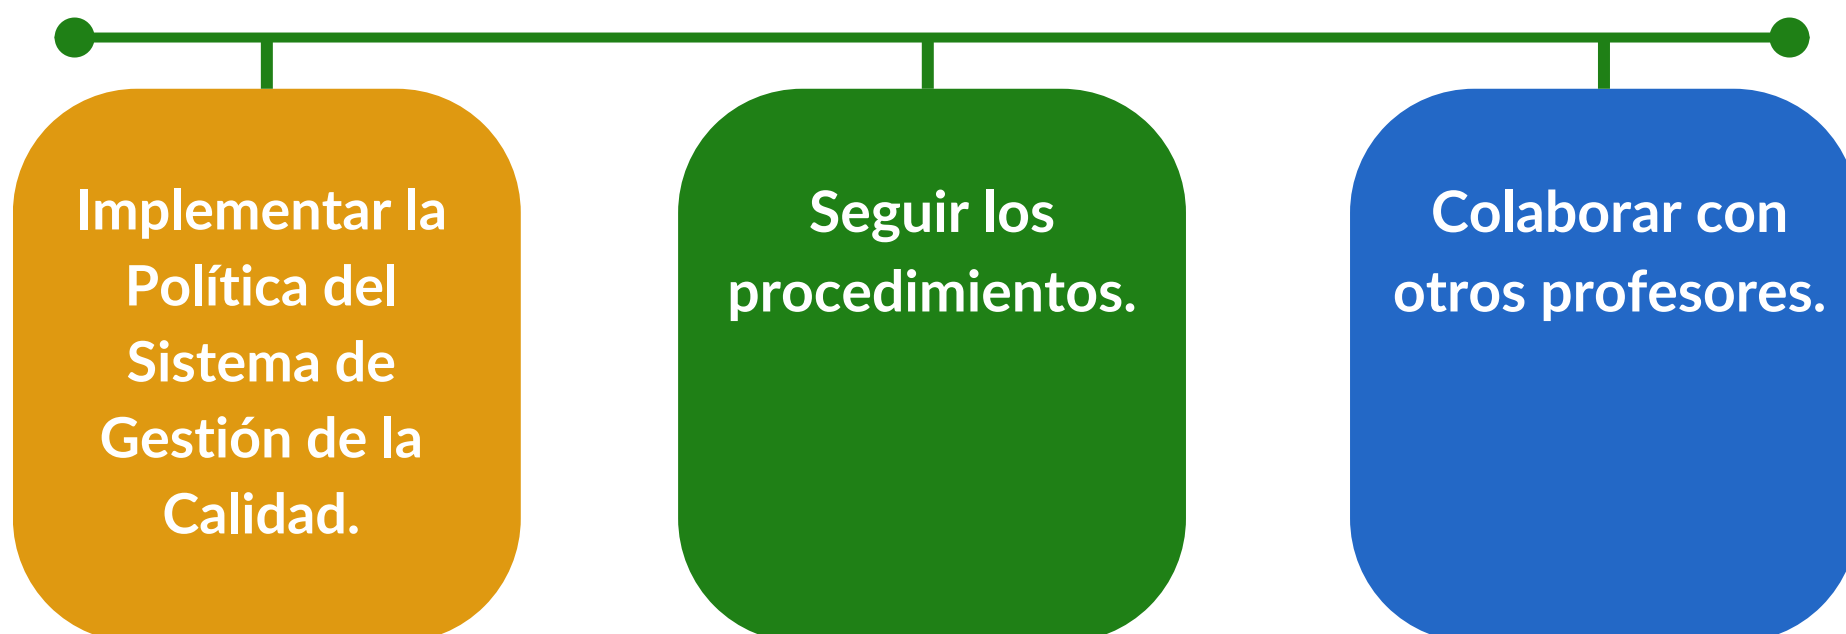 Implementar la
Política del
Sistema de
Gestión de la
Calidad.
Seguir los
procedimientos.
Colaborar con
otros profesores.